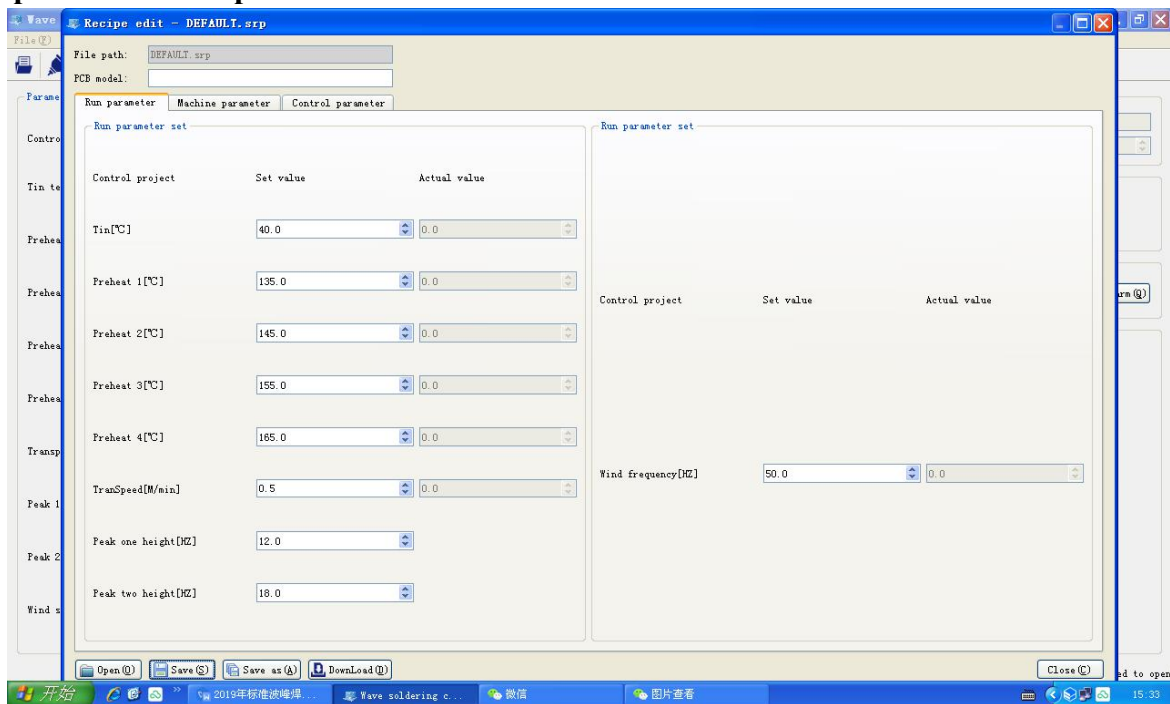 Wave
Recipe edit - DEFAULT.srp
File(F)
File path:
DEFAULT.srp
PCB model:
Parame
Run parameter
Machine parameter
Control parameter
Run parameter set
Run parameter set
Contro
Control project
Set value
Actual value
Tin te
Tin[℃]
40.0
0.0
Prehea
Preheat 1[℃]
135.0
0.0
Prehea
Control project
Set value
Actual value
arm(Q)
Preheat 2[℃]
145.0
0.0
Prehea
Preheat 3[℃]
155.0
0.0
Prehea
Preheat 4[℃]
165.0
0.0
Transp
Wind frequency[HZ]
50.0
0.0
TranSpeed[M/min]
0.5
0.0
Peak 1
Peak one height[HZ]
12.0
Peak 2
Peak two height[HZ]
18.0
Wind s
Open(O)
Save(S)
Save as(A)
DownLoad(D)
Close(C)
ed to open
开始
2019年标准波峰焊...
Wave soldering c...
微信
图片查看
15:33